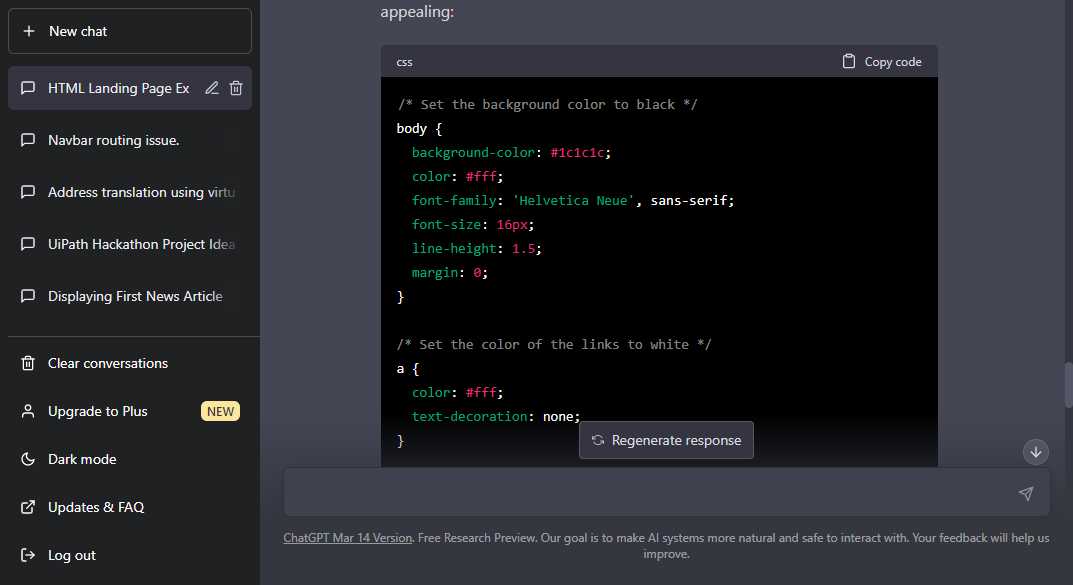 New chat
HTML Landing Page Ex
Navbar routing issue.
Address translation using virtu
UiPath Hackathon Project Idea
Displaying First News Article
Clear conversations
Upgrade to Plus NEW
Dark mode
Updates & FAQ
Log out
appealing:
css Copy code
/* Set the background color to black */
body {
background-color: #1c1c1c;
color: #fff;
font-family: 'Helvetica Neue', sans-serif;
font-size: 16px;
line-height: 1.5;
margin: 0;
}
/* Set the color of the links to white */
a {
color: #fff;
text-decoration: none;
}
Regenerate response
ChatGPT Mar 14 Version. Free Research Preview. Our goal is to make AI systems more natural and safe to interact with. Your feedback will help us
improve.